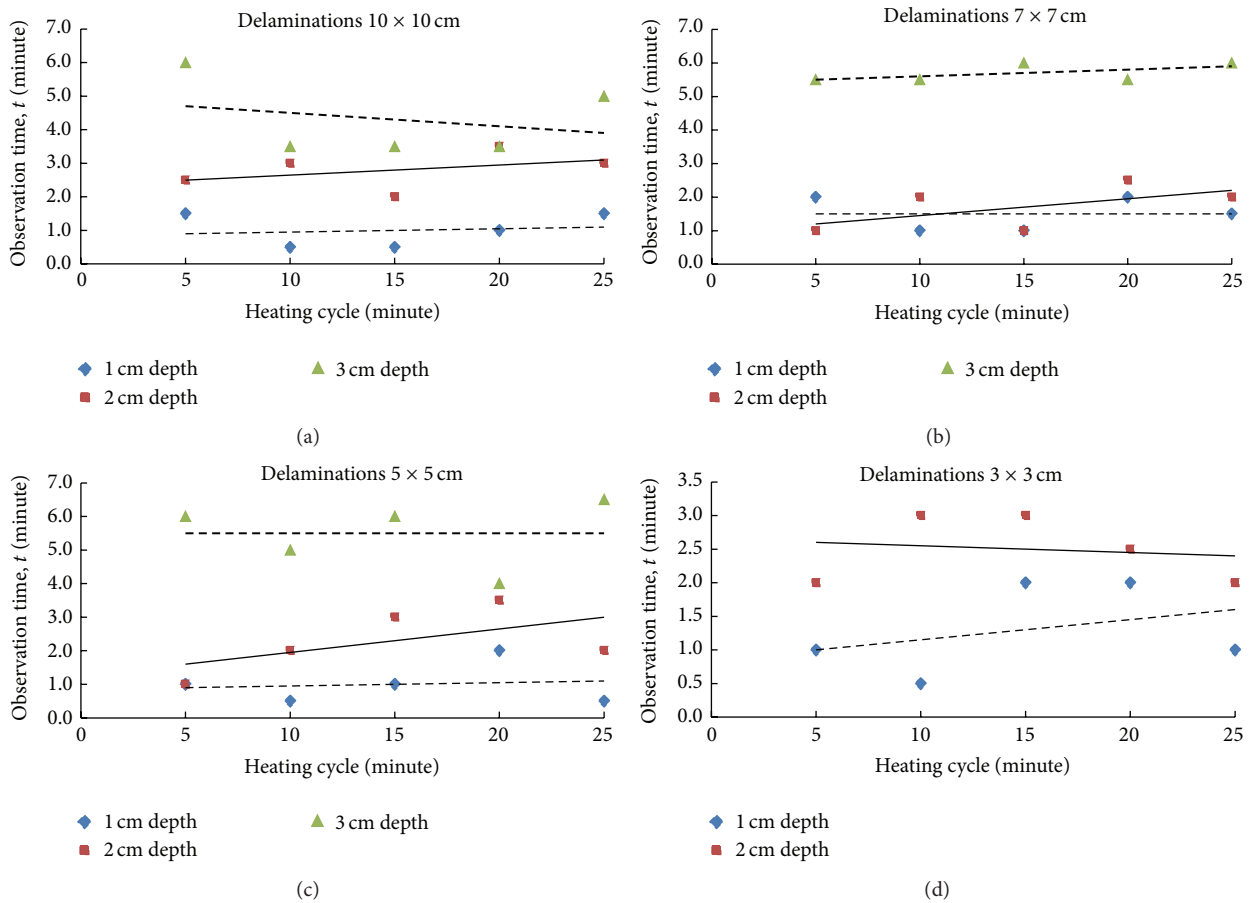 Delaminations 10 × 10 cm
Observation time, t (minute)
7.0
6.0
5.0
4.0
3.0
2.0
1.0
0.0
0 5 10 15 20 25
Heating cycle (minute)
1 cm depth 3 cm depth
2 cm depth
(a)
Delaminations 7 × 7 cm
Observation time, t (minute)
7.0
6.0
5.0
4.0
3.0
2.0
1.0
0.0
0 5 10 15 20 25
Heating cycle (minute)
1 cm depth 3 cm depth
2 cm depth
(b)
Delaminations 5 × 5 cm
Observation time, t (minute)
7.0
6.0
5.0
4.0
3.0
2.0
1.0
0.0
0 5 10 15 20 25
Heating cycle (minute)
1 cm depth 3 cm depth
2 cm depth
(c)
Delaminations 3 × 3 cm
Observation time, t (minute)
3.5
3.0
2.5
2.0
1.5
1.0
0.5
0.0
0 5 10 15 20 25
Heating cycle (minute)
1 cm depth
2 cm depth
(d)